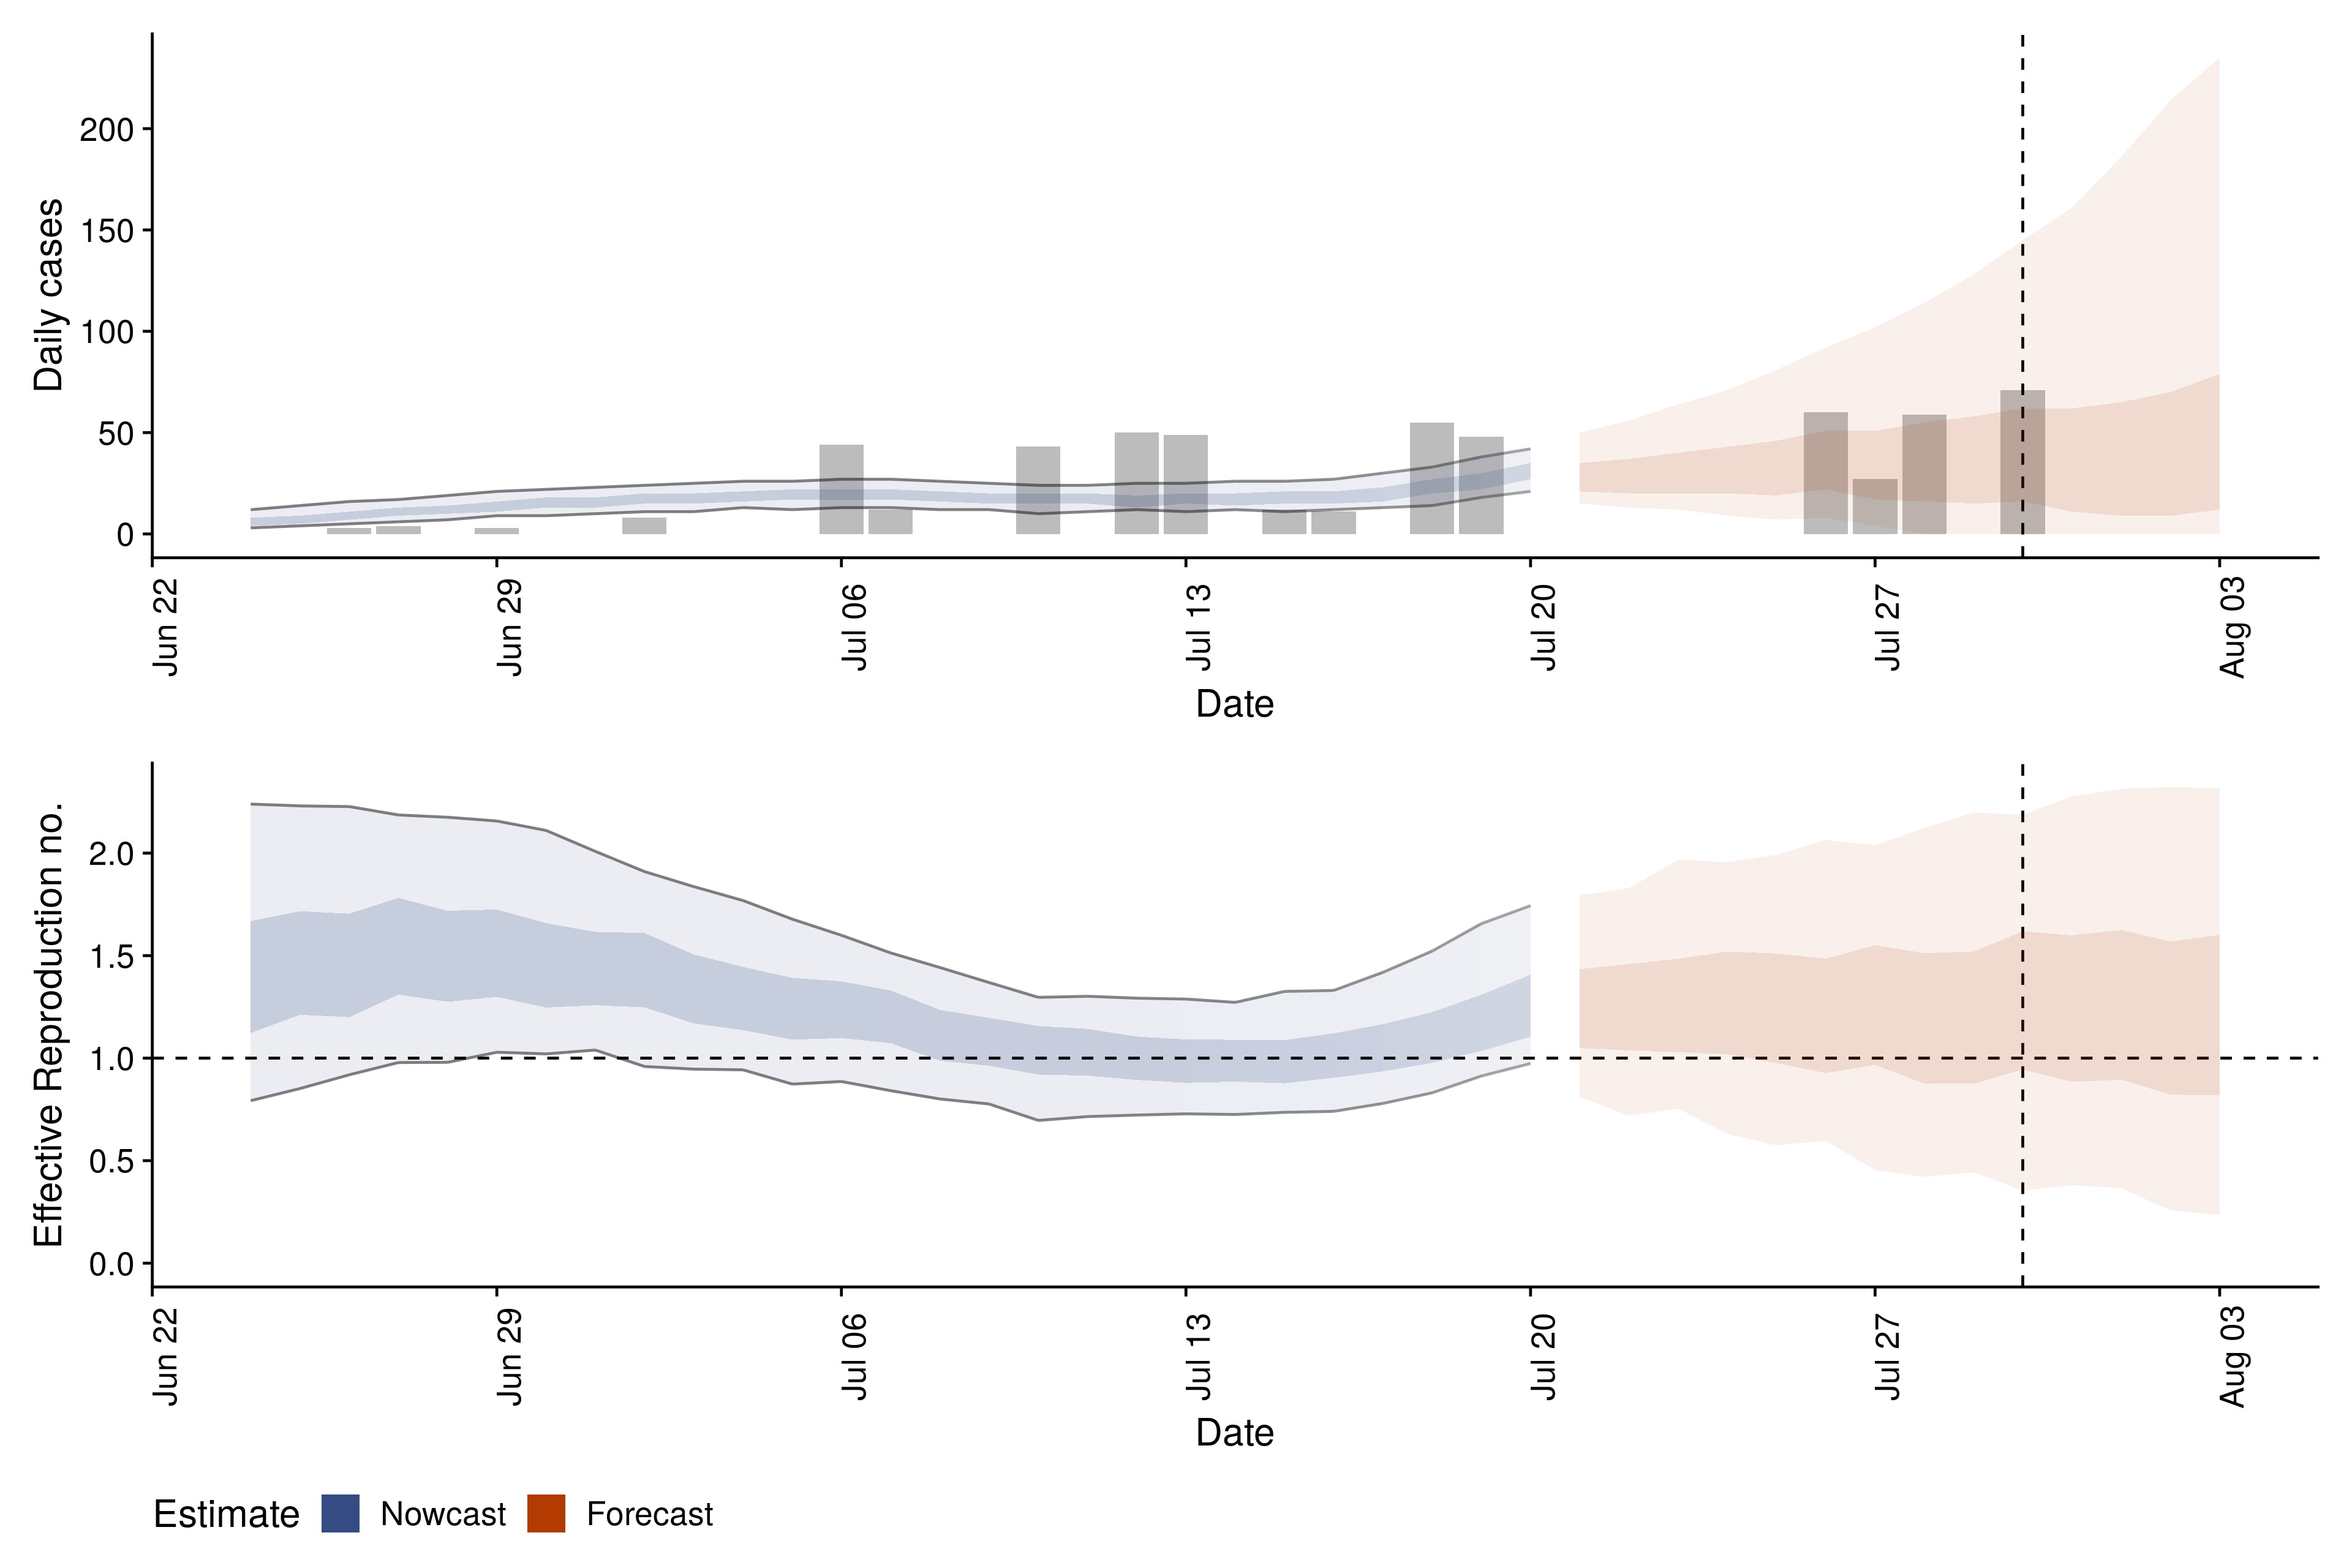 Daily cases
200
150
100
50
0
Jun 22
Jun 29
Jul 06
Jul 13
Jul 20
Jul 27
Aug 03
Date
Effective Reproduction no.
2.0
1.5
1.0
0.5
0.0
Jun 22
Jun 29
Jul 06
Jul 13
Jul 20
Jul 27
Aug 03
Date
Estimate Nowcast Forecast